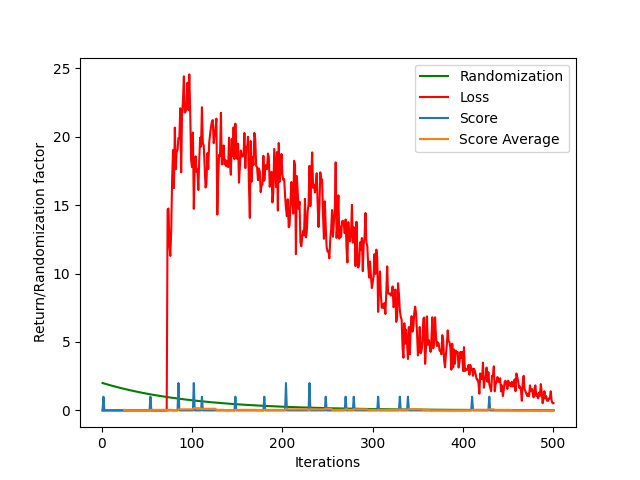 Randomization
Loss
Score
Score Average
Return/Randomization factor
25
20
15
10
5
0
0 100 200 300 400 500
Iterations